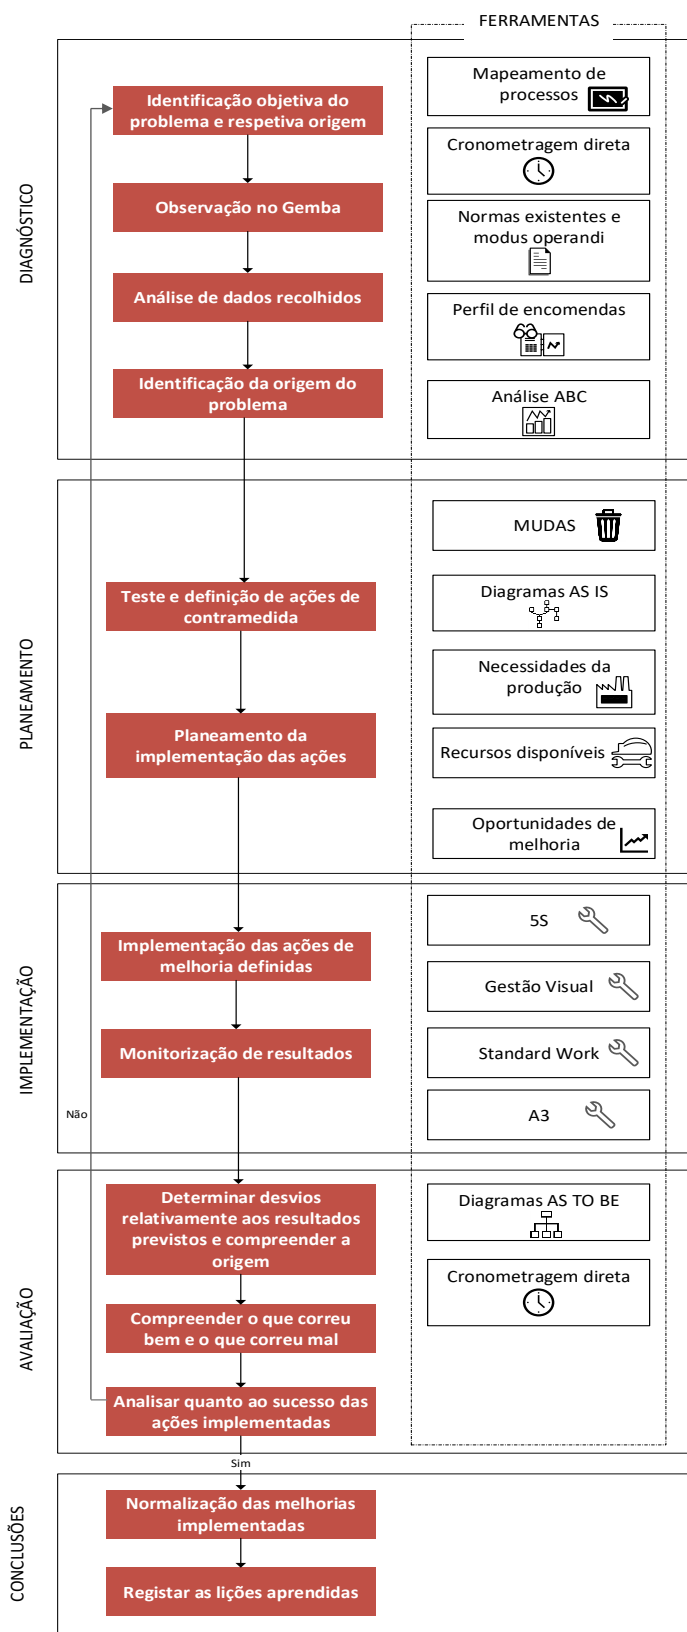 FERRAMENTAS
DIAGNÓSTICO
Identificação objetiva do
problema e respetiva origem
Observação no Gemba
Análise de dados recolhidos
Identificação da origem do
problema
Mapeamento de
processos
Cronometragem direta
Normas existentes e
modus operandi
Perfil de encomendas
Análise ABC
PLANEAMENTO
Teste e definição de ações de
contramedida
Planeamento da
implementação das ações
MUDAS
Diagramas AS IS
Necessidades da
produção
Recursos disponíveis
Oportunidades de
melhoria
IMPLEMENTAÇÃO
Implementação das ações de
melhoria definidas
Monitorização de resultados
Não
5S
Gestão Visual
Standard Work
A3
AVALIAÇÃO
Determinar desvios
relativamente aos resultados
previstos e compreender a
origem
Compreender o que correu
bem e o que correu mal
Analisar quanto ao sucesso das
ações implementadas
Diagramas AS TO BE
Cronometragem direta
Sim
CONCLUSÕES
Normalização das melhorias
implementadas
Registar as lições aprendidas